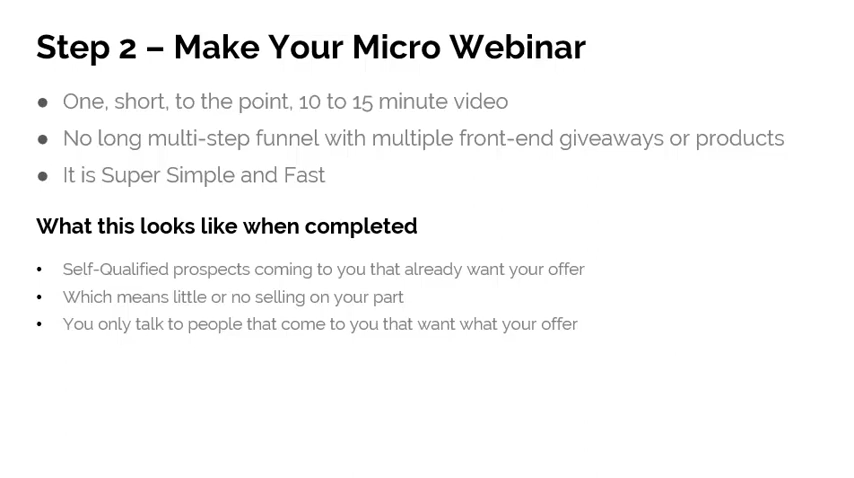 Step 2 – Make Your Micro Webinar
● One, short, to the point, 10 to 15 minute video
● No long multi-step funnel with multiple front-end giveaways or products
● It is Super Simple and Fast
What this looks like when completed
• Self-Qualified prospects coming to you that already want your offer
• Which means little or no selling on your part
• You only talk to people that come to you that want what your offer